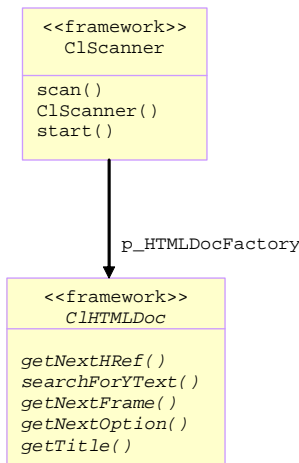 <<framework>>
ClScanner
scan()
ClScanner()
start()
p_HTMLDocFactory
<<framework>>
ClHTMLDoc
getNextHRef()
searchForYText()
getNextFrame()
getNextOption()
getTitle()